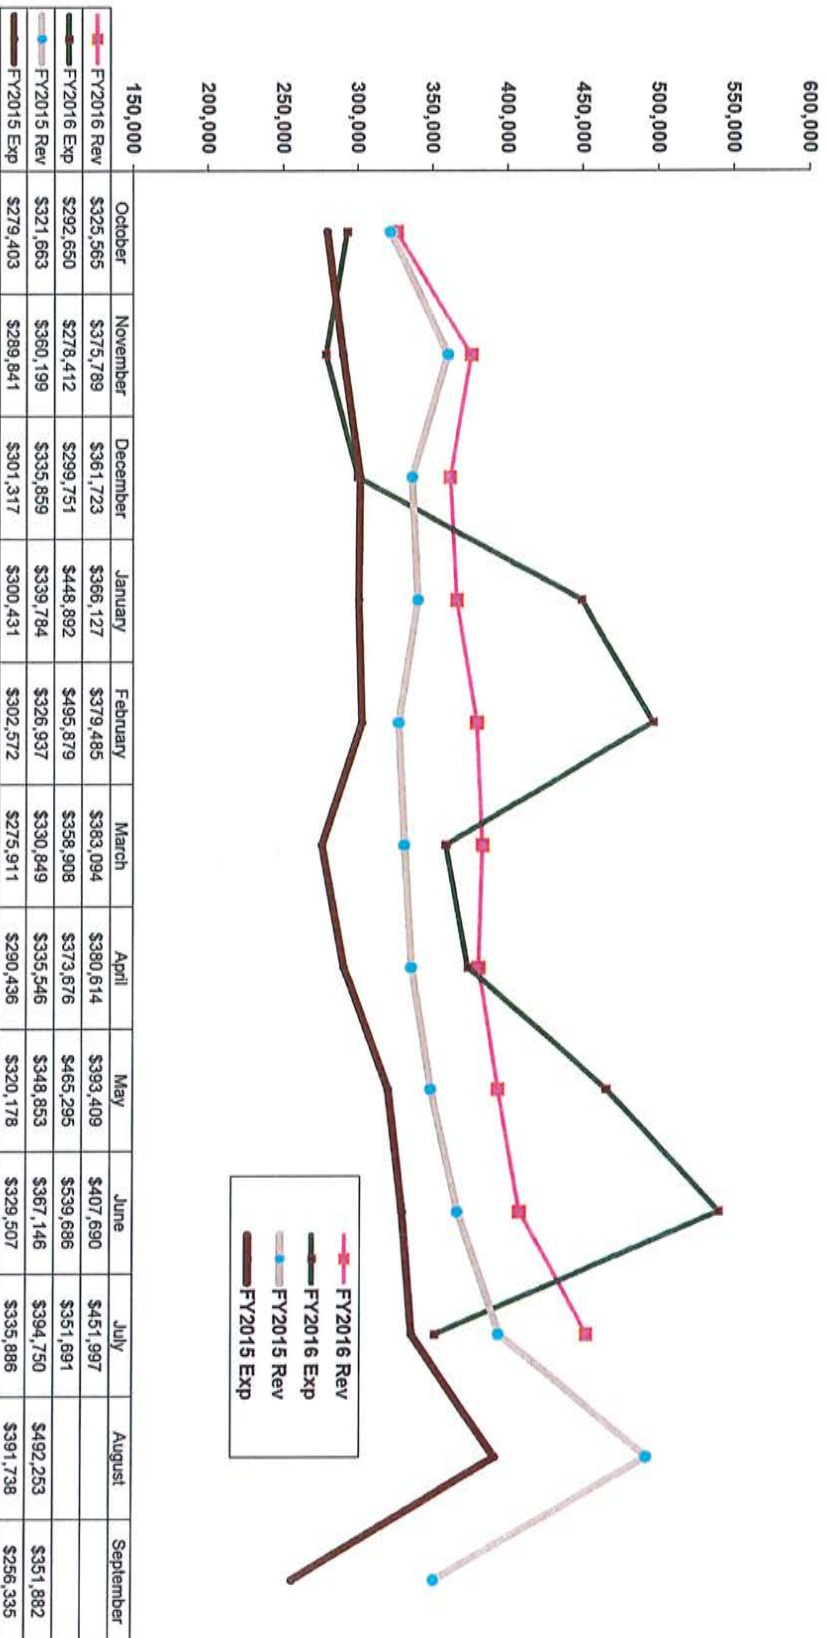 600,000
550,000
500,000
450,000
400,000
350,000
300,000
250,000
200,000
150,000
FY2016 Rev
FY2016 Exp
FY2015 Rev
FY2015 Exp
October November December January February March April May June July August September
FY2016 Rev $325,565 $375,789 $361,723 $366,127 $379,485 $383,094 $380,614 $393,409 $407,690 $451,997
FY2016 Exp $292,650 $278,412 $299,751 $448,892 $495,879 $358,908 $373,676 $465,295 $539,686 $351,691
FY2015 Rev $321,663 $360,199 $335,859 $339,784 $326,937 $330,849 $335,546 $348,853 $367,146 $394,750 $492,253 $351,882
FY2015 Exp $279,403 $289,841 $301,317 $300,431 $302,572 $275,911 $290,436 $320,178 $329,507 $335,886 $391,738 $256,335